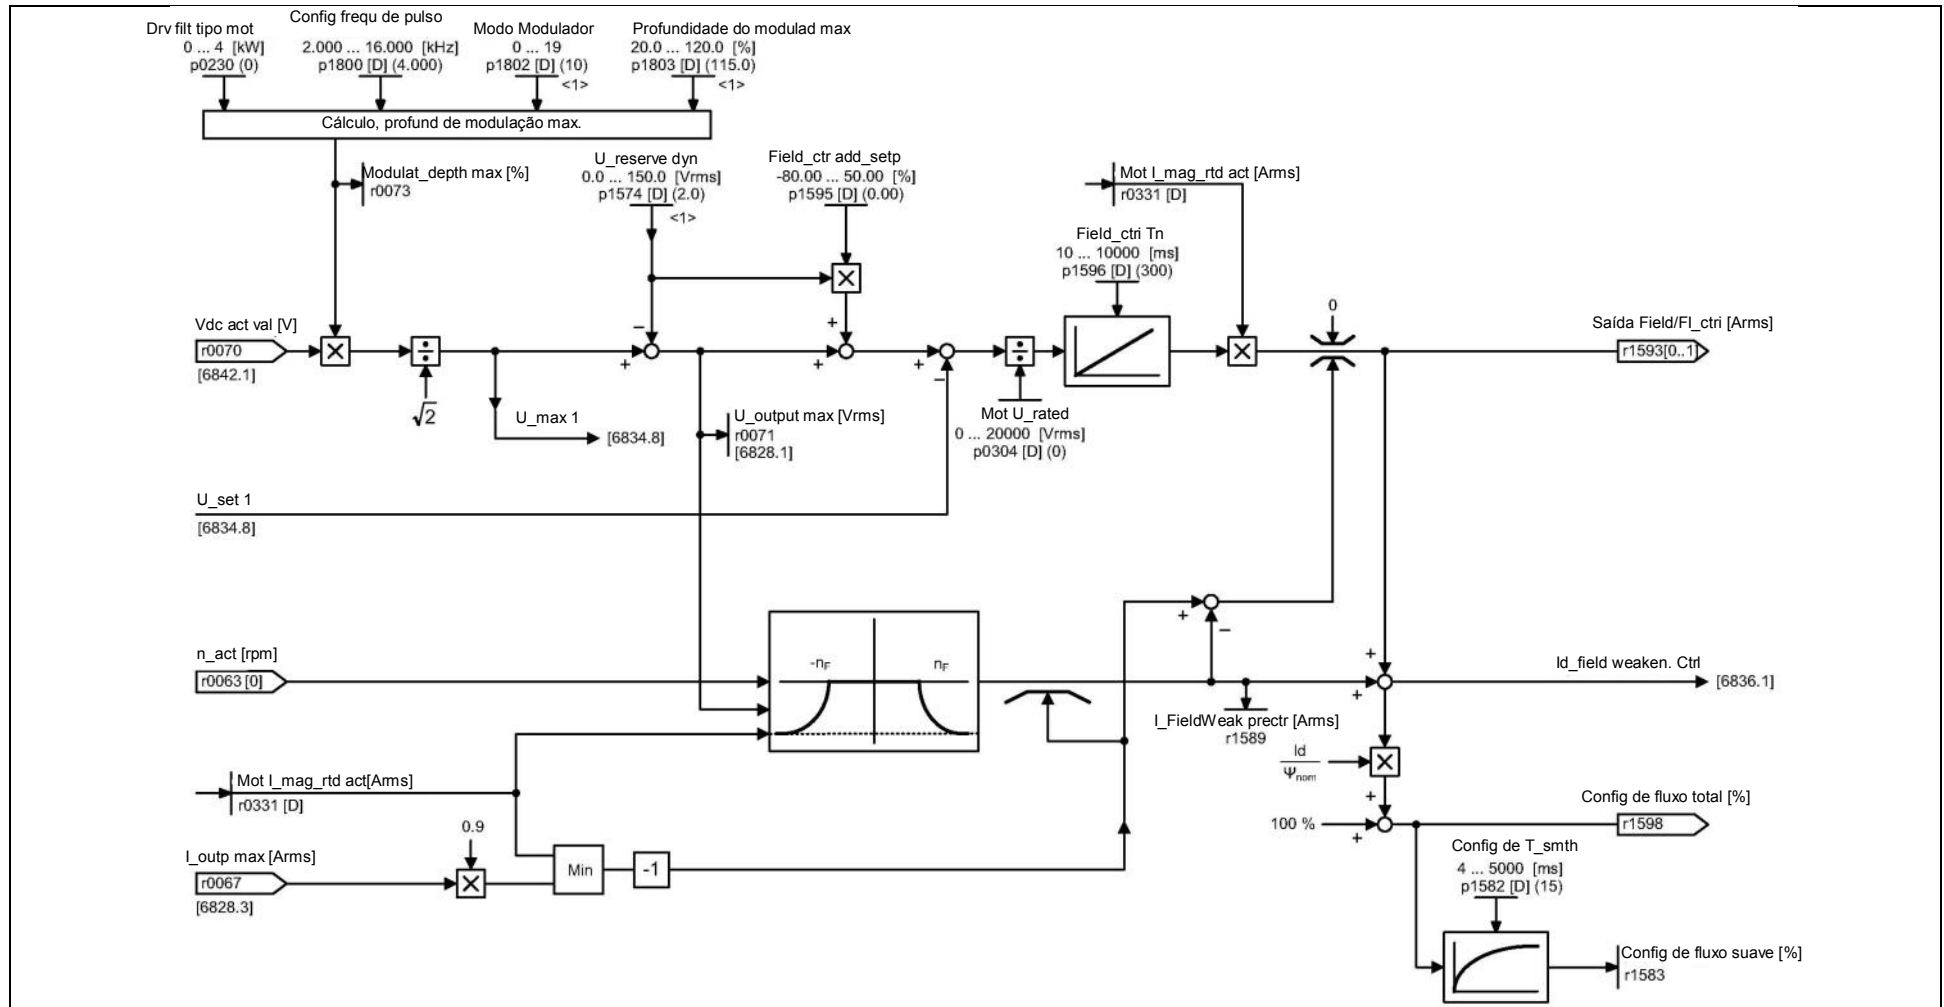 Drv filt tipo mot
0 ... 4 [kW]
p0230 (0)
Config frequ de pulso
2.000 ... 16.000 [kHz]
p1800 [D] (4.000)
Modo Modulador
0 ... 19
p1802 [D] (10)
<1>
Profundidade do modulad max
20.0 ... 120.0 [%]
p1803 [D] (115.0)
<1>
Cálculo, profund de modulação max.
Modulat_depth max [%]
r0073
U_reserve dyn
0.0 ... 150.0 [Vrms]
p1574 [D] (2.0)
<1>
Field_ctr add_setp
-80.00 ... 50.00 [%]
p1595 [D] (0.00)
Mot I_mag_rtd act [Arms]
r0331 [D]
Field_ctri Tn
10 ... 10000 [ms]
p1596 [D] (300)
×
0
Vdc act val [V]
r0070
[6842.1]
×
÷
√2
–
+
+
+
+
–
÷
×
Saída Field/Fl_ctri [Arms]
r1593[0..1]
U_max 1
[6834.8]
U_output max [Vrms]
r0071
[6828.1]
Mot U_rated
0 ... 20000 [Vrms]
p0304 [D] (0)
U_set 1
[6834.8]
+
–
n_act [rpm]
r0063 [0]
-nF
nF
+
+
Id_field weaken. Ctrl
[6836.1]
I_FieldWeak prectr [Arms]
r1589
Id
Ψnom
×
Mot I_mag_rtd act[Arms]
r0331 [D]
+
100 %
+
Config de fluxo total [%]
r1598
0.9
I_outp max [Arms]
r0067
[6828.3]
×
Min
-1
Config de T_smth
4 ... 5000 [ms]
p1582 [D] (15)
Config de fluxo suave [%]
r1583